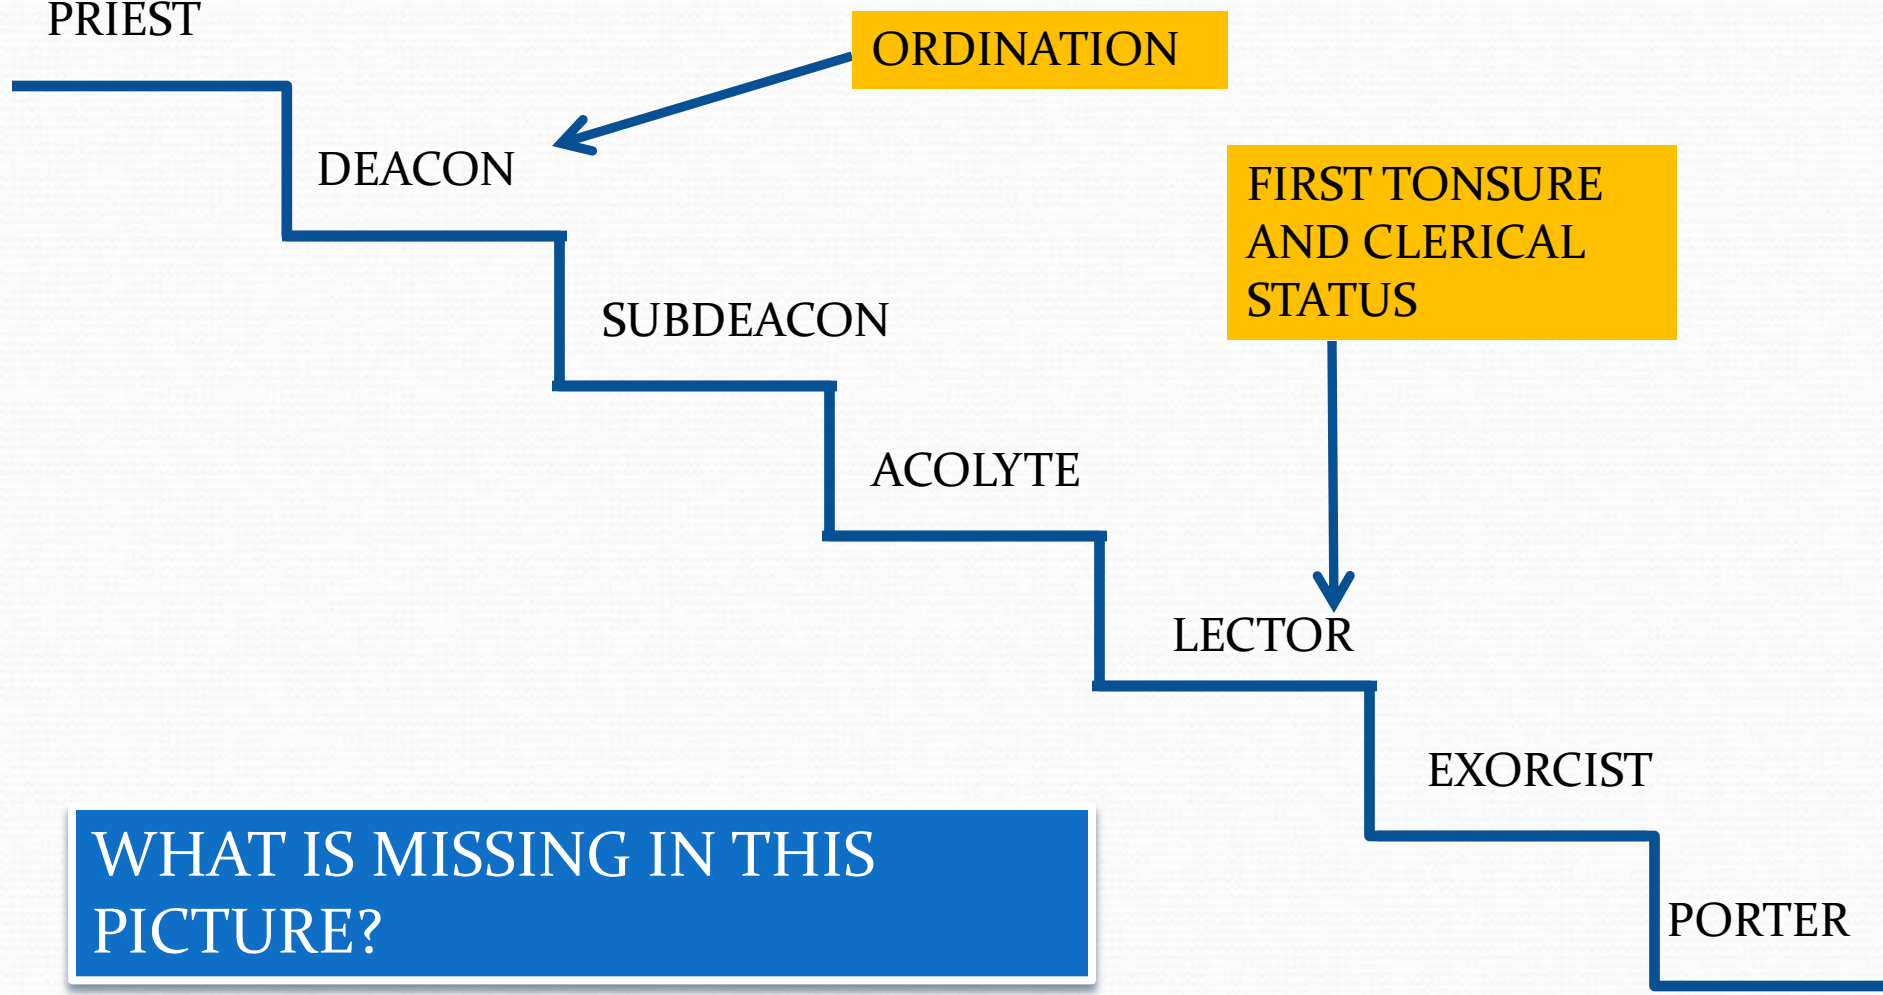 PRIEST
ORDINATION
DEACON
FIRST TONSURE
AND CLERICAL
STATUS
SUBDEACON
ACOLYTE
LECTOR
EXORCIST
WHAT IS MISSING IN THIS
PICTURE?
PORTER